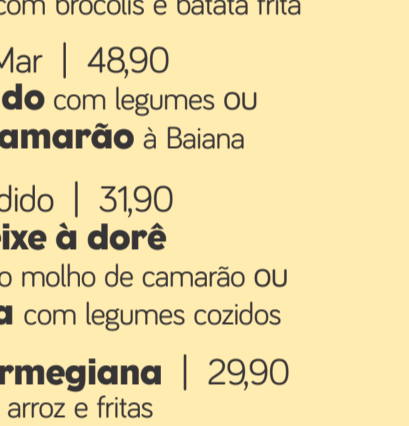 com brócolis e batata frita
Mar | 48,90
do com legumes OU
amarão à Baiana
dido | 31,90
eixe à dorê
o molho de camarão OU
a com legumes cozidos
rmegiana | 29,90
arroz e fritas